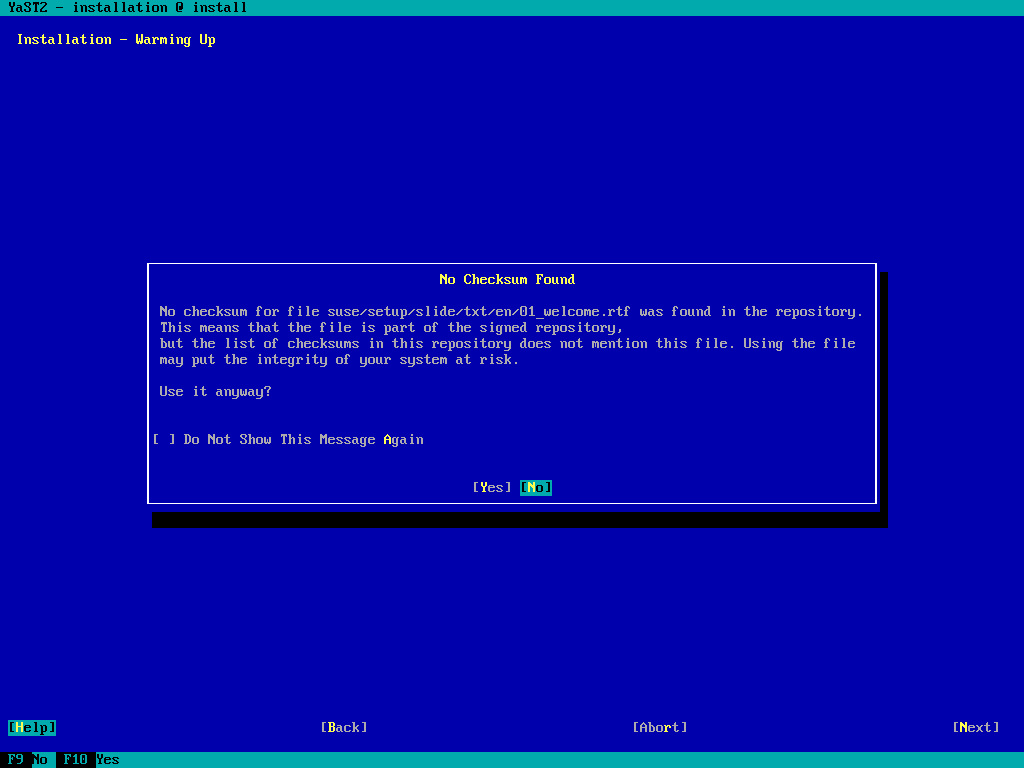 YaST2 - installation @ install
Installation - Warming Up
No Checksum Found
No checksum for file suse/setup/slide/txt/en/01_welcome.rtf was found in the repository.
This means that the file is part of the signed repository,
but the list of checksums in this repository does not mention this file. Using the file
may put the integrity of your system at risk.
Use it anyway?
[ ] Do Not Show This Message Again
[Yes] [No]
[Help] [Back] [Abort] [Next]
F9 No F10 Yes